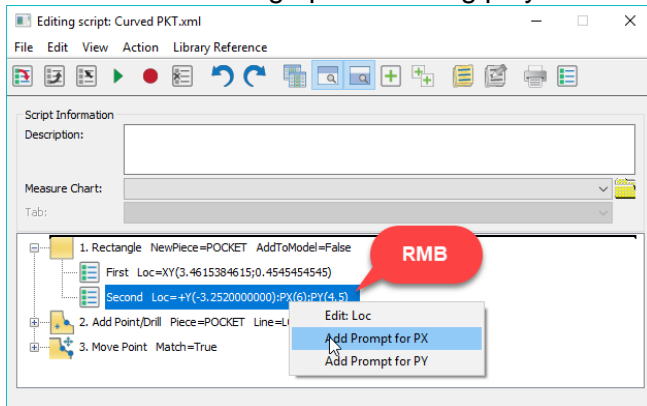 Editing script: Curved PKT.xml
File Edit View Action Library Reference
Script Information
Description:
Measure Chart:
Tab:
1. Rectangle NewPiece=POCKET AddToModel=False
RMB
First Loc=XY(3.4615384615;0.4545454545)
Second Loc=+Y(-3.2520000000):PX(6):PY(4.5)
Edit: Loc
2. Add Point/Drill Piece=POCKET
Add Prompt for PX
3. Move Point Match=True
Add Prompt for PY